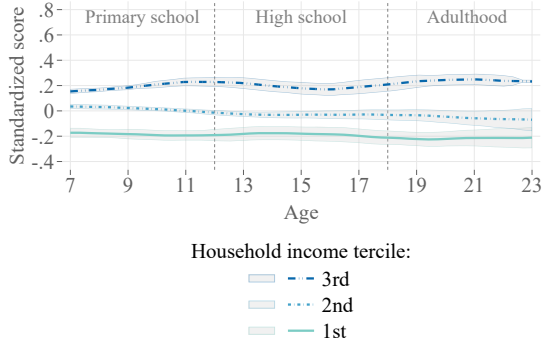 Primary school High school Adulthood
Standardized score
.8
.6
.4
.2
0
-.2
-.4
7 9 11 13 15 17 19 21 23
Age
Household income tercile:
3rd
2nd
1st